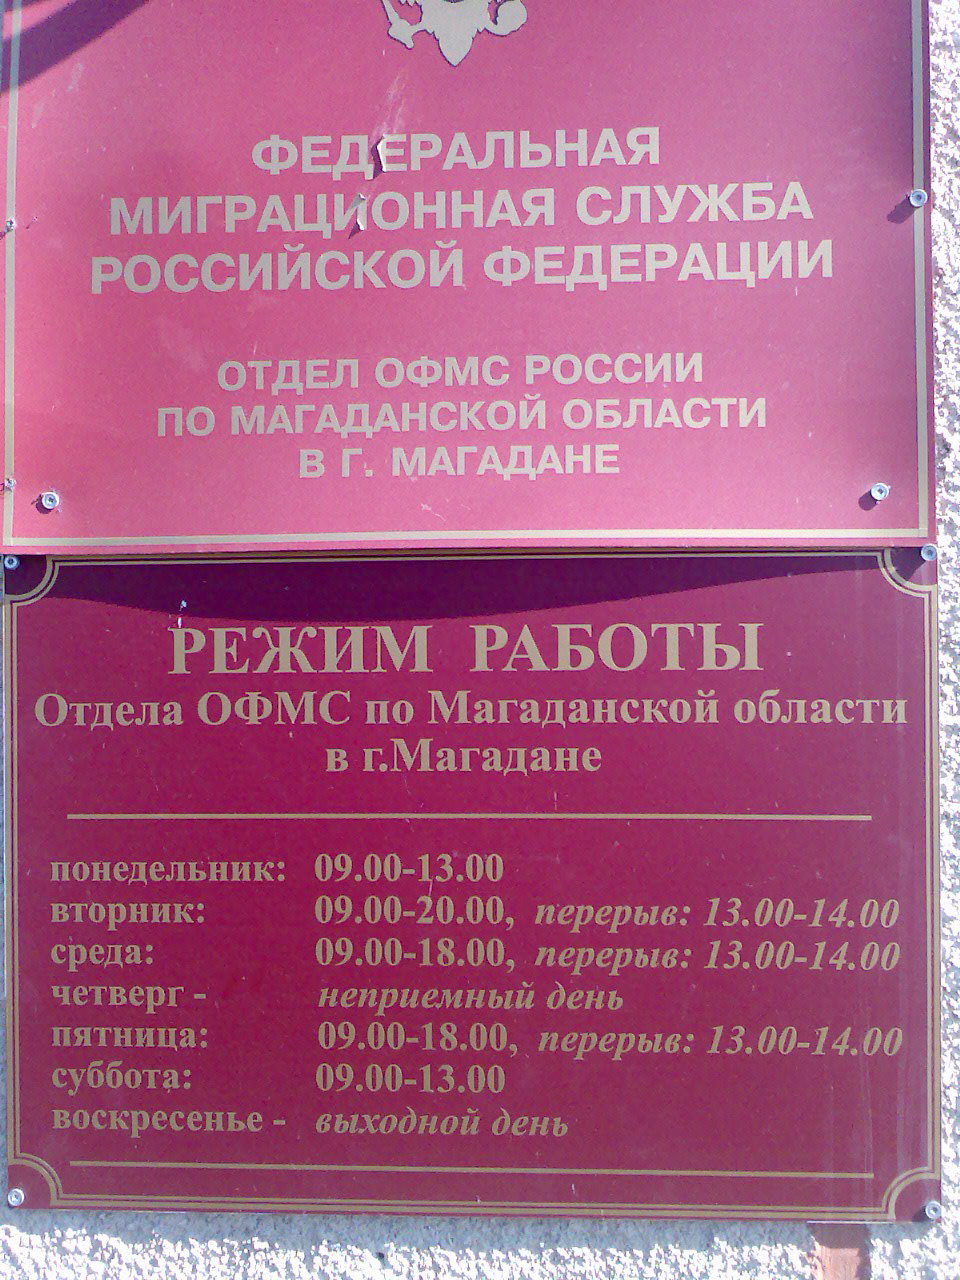 ФЕДЕРАЛЬНАЯ
МИГРАЦИОННАЯ СЛУЖБА
РОССИЙСКОЙ ФЕДЕРАЦИИ
ОТДЕЛ ОФМС РОССИИ
ПО МАГАДАНСКОЙ ОБЛАСТИ
В Г. МАГАДАНЕ
РЕЖИМ РАБОТЫ
Отдела ОФМС по Магаданской области
в г.Магадане
понедельник: 09.00-13.00
вторник: 09.00-20.00, перерыв: 13.00-14.00
среда: 09.00-18.00, перерыв: 13.00-14.00
четверг - неприемный день
пятница: 09.00-18.00, перерыв: 13.00-14.00
суббота: 09.00-13.00
воскресенье - выходной день